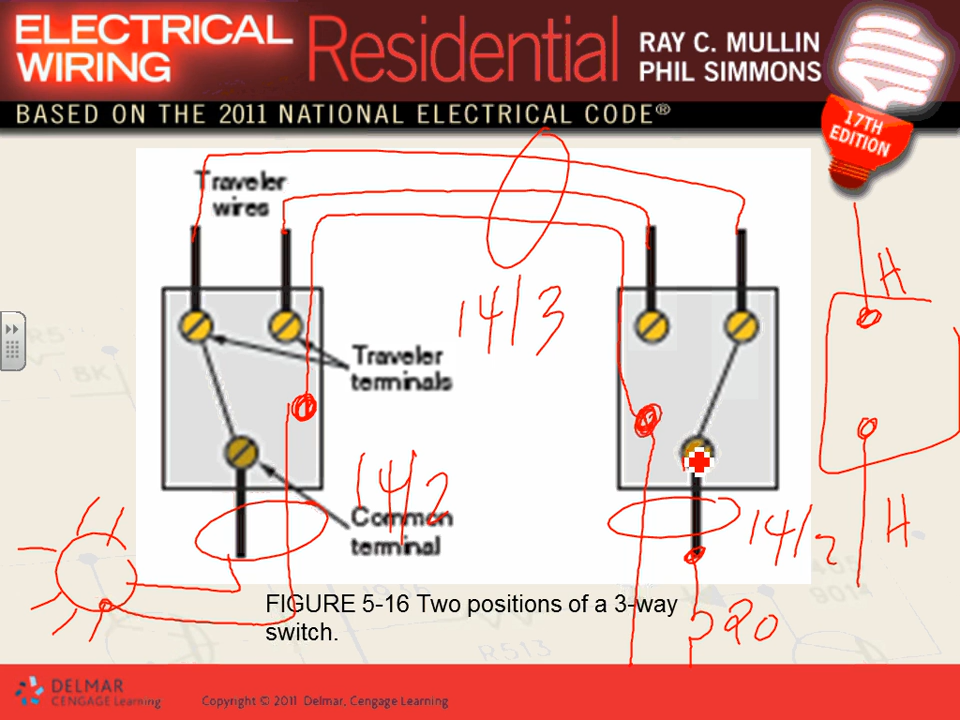 ELECTRICAL
WIRING
Residential
RAY C. MULLIN
PHIL SIMMONS
BASED ON THE 2011 NATIONAL ELECTRICAL CODE®
17TH
EDITION
Traveler
wires
H
14/3
Traveler
terminals
14/2
Common
terminal
14/2
H
FIGURE 5-16 Two positions of a 3-way
switch.
R513
DELMAR
CENGAGE Learning
Copyright © 2011 Delmar, Cengage Learning